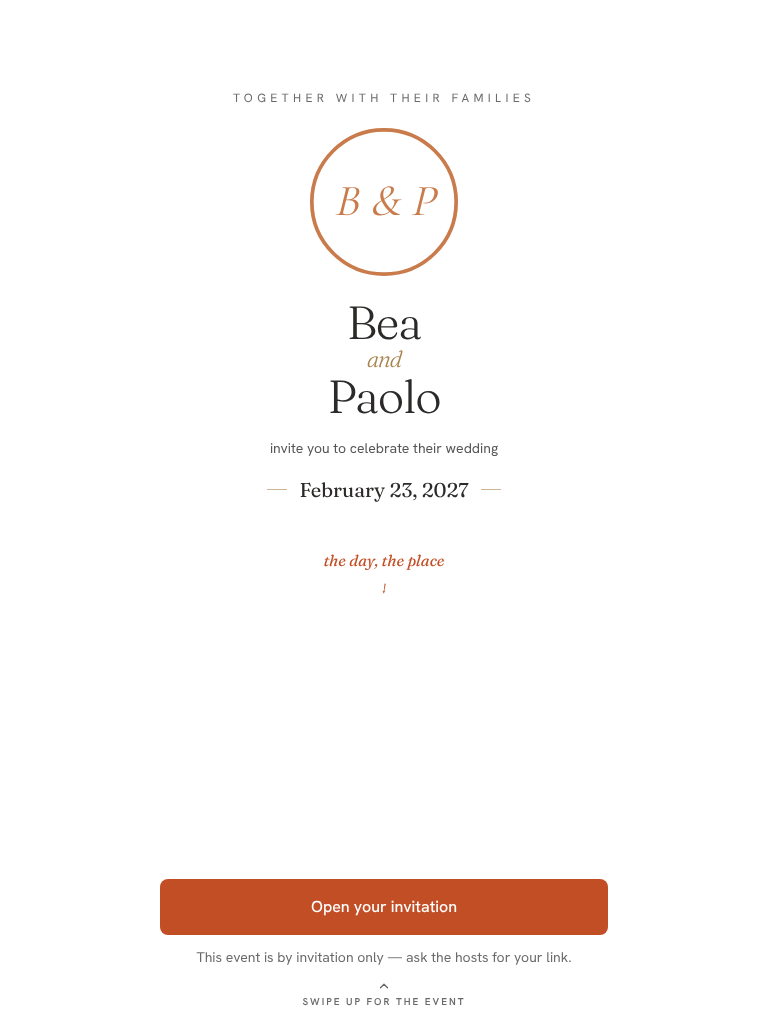 TOGETHER WITH THEIR FAMILIES
B & P
Bea
and
Paolo
invite you to celebrate their wedding
February 23, 2027
the day, the place
↓
Open your invitation
This event is by invitation only — ask the hosts for your link.
SWIPE UP FOR THE EVENT